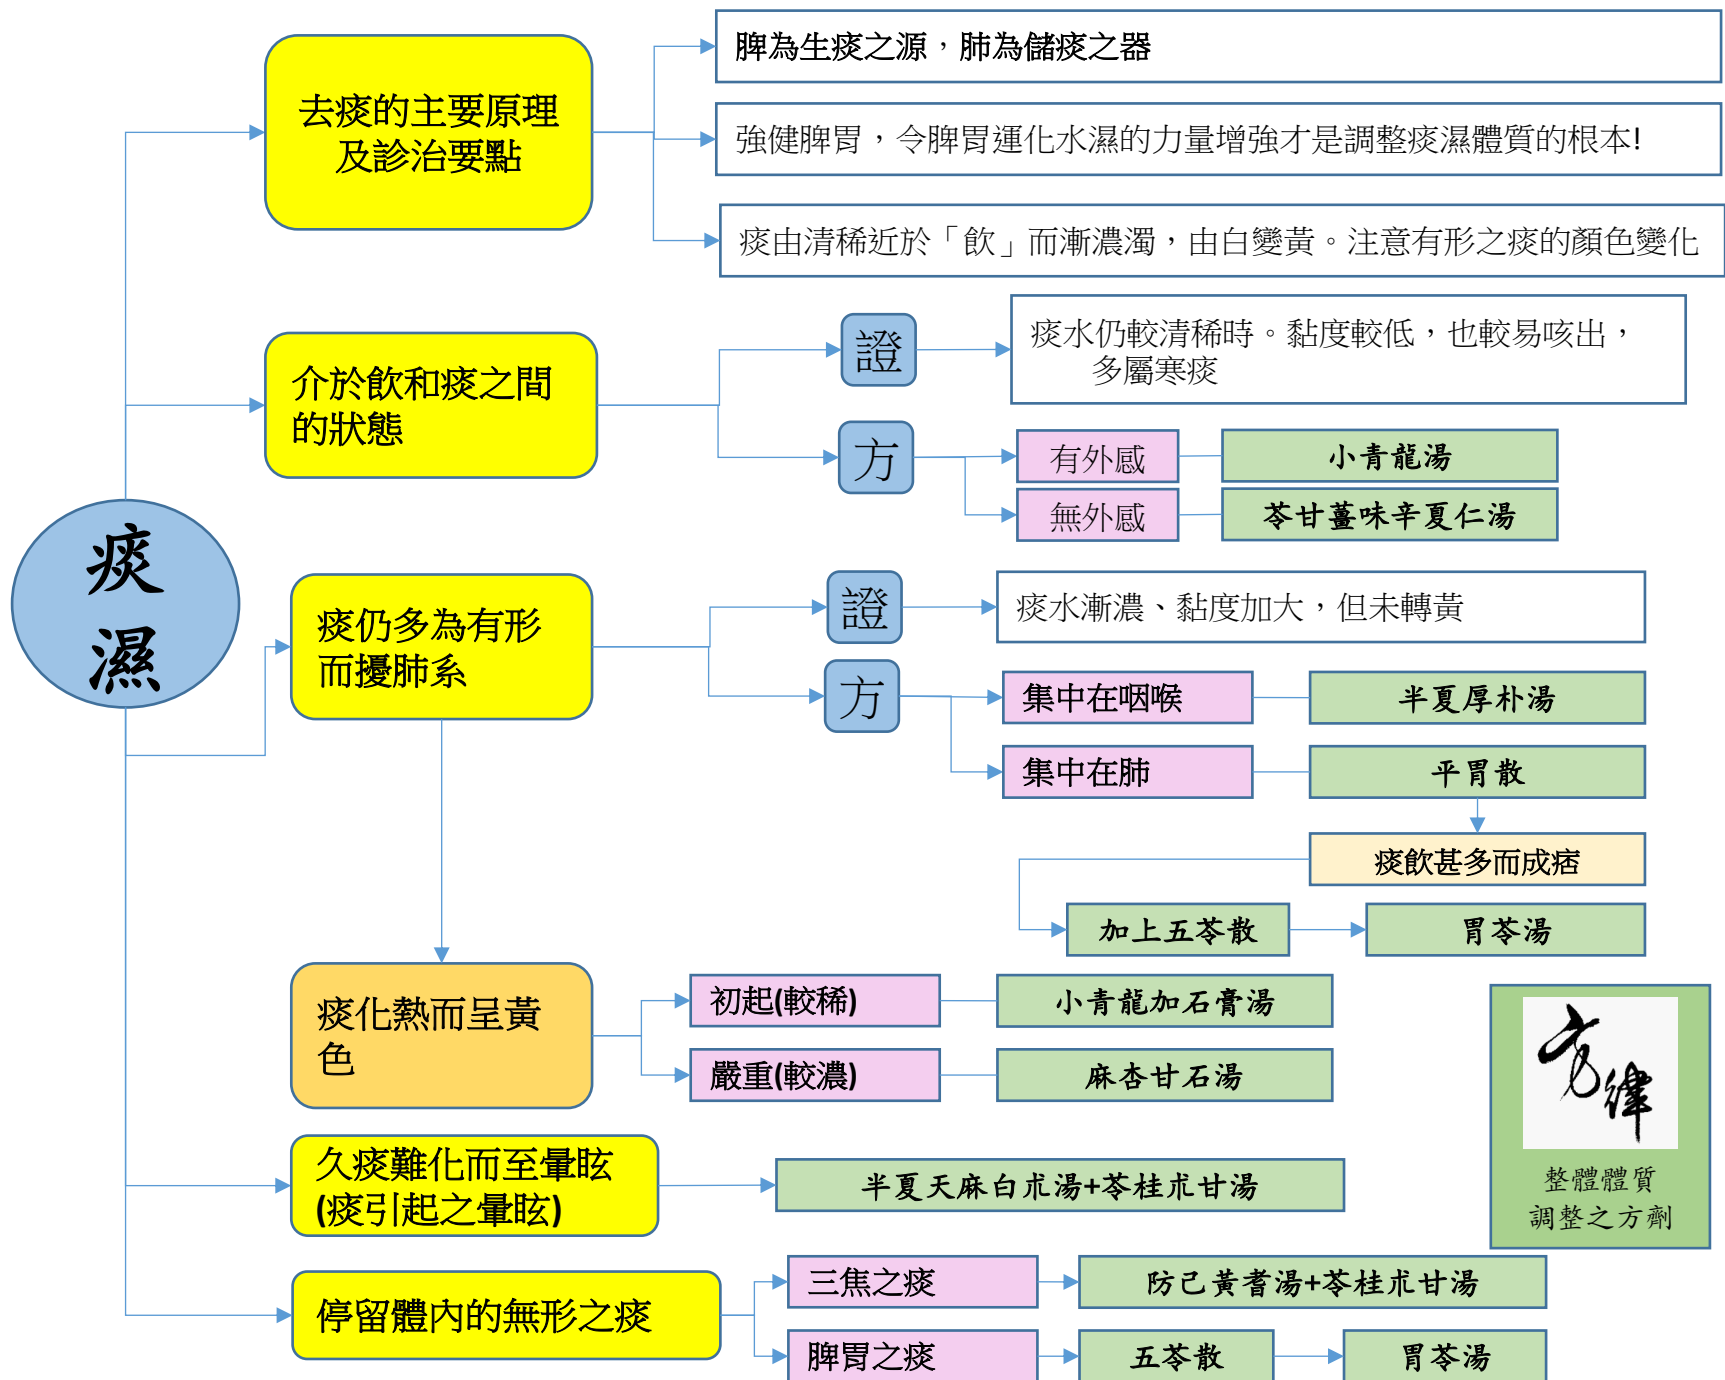 痰
濕
去痰的主要原理
及診治要點
脾為生痰之源，肺為儲痰之器
強健脾胃，令脾胃運化水濕的力量增強才是調整痰濕體質的根本!
痰由清稀近於「飲」而漸濃濁，由白變黃。注意有形之痰的顏色變化
介於飲和痰之間
的狀態
證
痰水仍較清稀時。黏度較低，也較易咳出，
多屬寒痰
方
有外感
小青龍湯
無外感
苓甘薑味辛夏仁湯
痰仍多為有形
而擾肺系
證
痰水漸濃、黏度加大，但未轉黃
方
集中在咽喉
半夏厚朴湯
集中在肺
平胃散
痰飲甚多而成痞
加上五苓散
胃苓湯
痰化熱而呈黃
色
初起(較稀)
小青龍加石膏湯
嚴重(較濃)
麻杏甘石湯
久痰難化而至暈眩
(痰引起之暈眩)
半夏天麻白朮湯+苓桂朮甘湯
停留體內的無形之痰
三焦之痰
防己黃耆湯+苓桂朮甘湯
脾胃之痰
五苓散
胃苓湯
方律
整體體質
調整之方劑